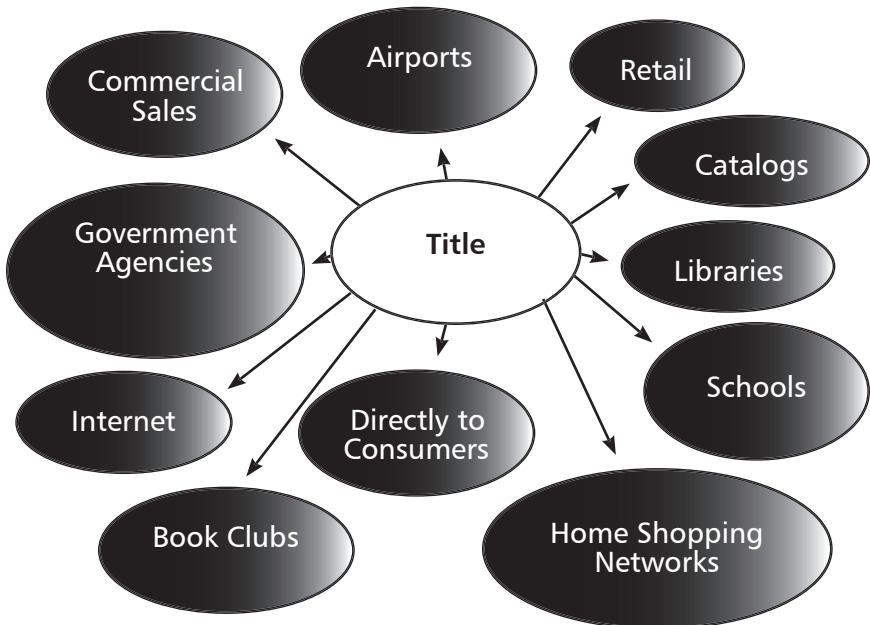 Airports
Retail
Commercial
Sales
Catalogs
Title
Government
Agencies
Libraries
Schools
Internet
Directly to
Consumers
Book Clubs
Home Shopping
Networks